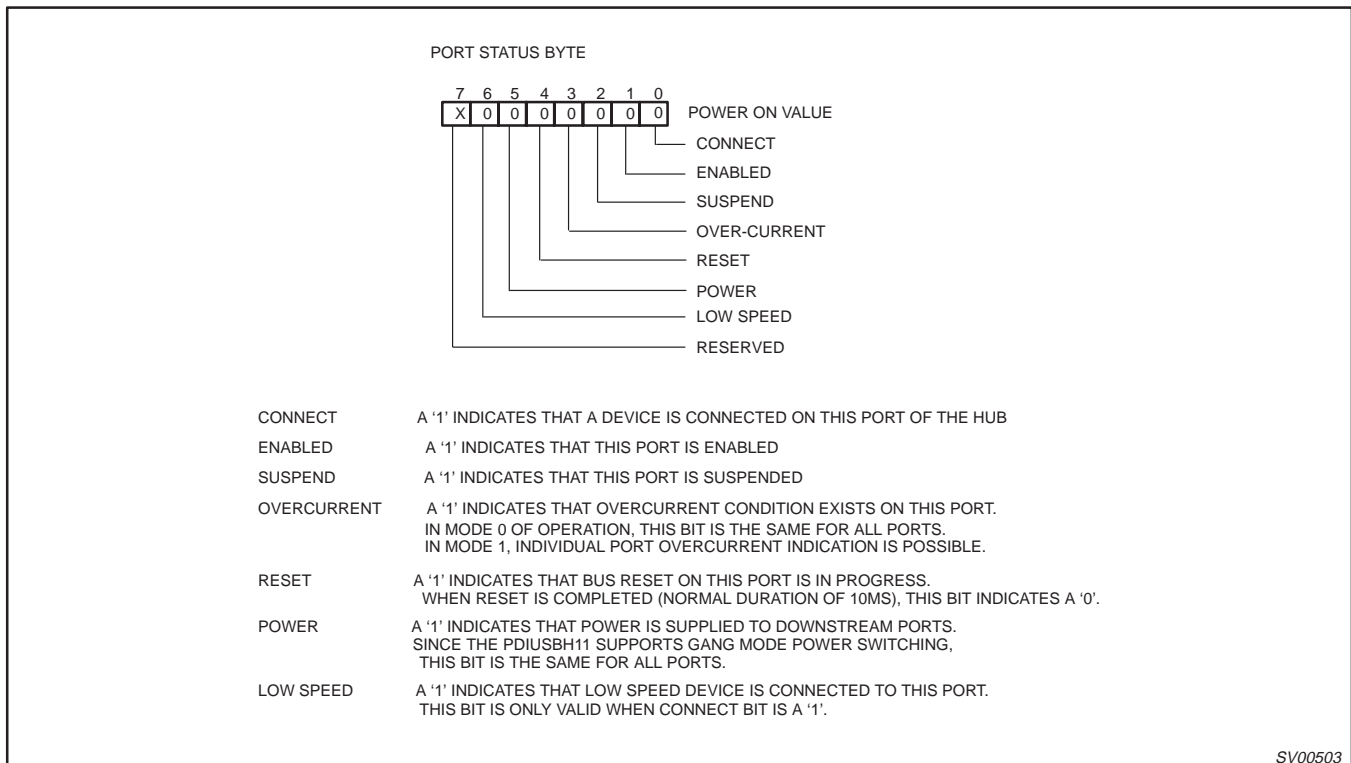 PORT STATUS BYTE
7 6 5 4 3 2 1 0
X 0 0 0 0 0 0 0 POWER ON VALUE
CONNECT
ENABLED
SUSPEND
OVER-CURRENT
RESET
POWER
LOW SPEED
RESERVED
CONNECT A ‘1’ INDICATES THAT A DEVICE IS CONNECTED ON THIS PORT OF THE HUB
ENABLED A ‘1’ INDICATES THAT THIS PORT IS ENABLED
SUSPEND A ‘1’ INDICATES THAT THIS PORT IS SUSPENDED
OVERCURRENT A ‘1’ INDICATES THAT OVERCURRENT CONDITION EXISTS ON THIS PORT.
IN MODE 0 OF OPERATION, THIS BIT IS THE SAME FOR ALL PORTS.
IN MODE 1, INDIVIDUAL PORT OVERCURRENT INDICATION IS POSSIBLE.
RESET A ‘1’ INDICATES THAT BUS RESET ON THIS PORT IS IN PROGRESS.
WHEN RESET IS COMPLETED (NORMAL DURATION OF 10MS), THIS BIT INDICATES A ‘0’.
POWER A ‘1’ INDICATES THAT POWER IS SUPPLIED TO DOWNSTREAM PORTS.
SINCE THE PDIUSBH11 SUPPORTS GANG MODE POWER SWITCHING,
THIS BIT IS THE SAME FOR ALL PORTS.
LOW SPEED A ‘1’ INDICATES THAT LOW SPEED DEVICE IS CONNECTED TO THIS PORT.
THIS BIT IS ONLY VALID WHEN CONNECT BIT IS A ‘1’.
SV00503